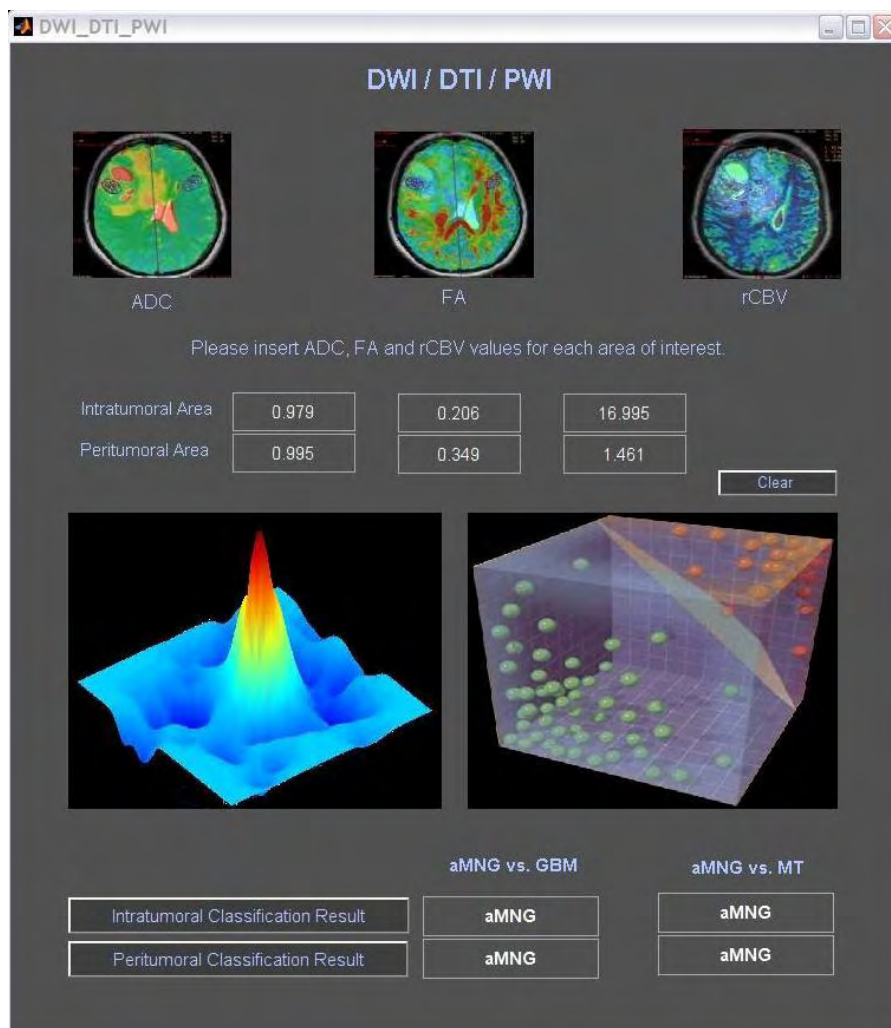 DWI_DTI_PWI
DWI / DTI / PWI
ADC FA rCBV
Please insert ADC, FA and rCBV values for each area of interest.
Intratumoral Area 0.979 0.206 16.995
Peritumoral Area 0.995 0.349 1.461
Clear
aMNG vs. GBM aMNG vs. MT
Intratumoral Classification Result aMNG aMNG
Peritumoral Classification Result aMNG aMNG